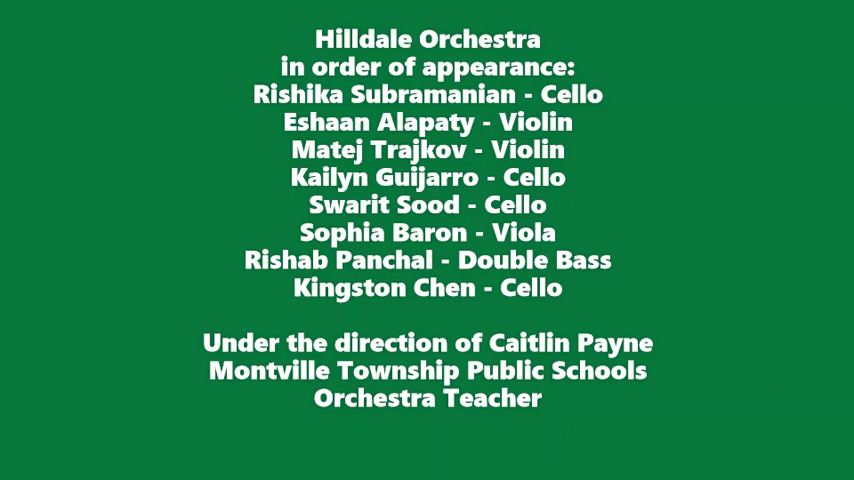 Hilldale Orchestra
in order of appearance:
Rishika Subramanian - Cello
Eshaan Alapaty - Violin
Matej Trajkov - Violin
Kailyn Guijarro - Cello
Swarit Sood - Cello
Sophia Baron - Viola
Rishab Panchal - Double Bass
Kingston Chen - Cello
Under the direction of Caitlin Payne
Montville Township Public Schools
Orchestra Teacher